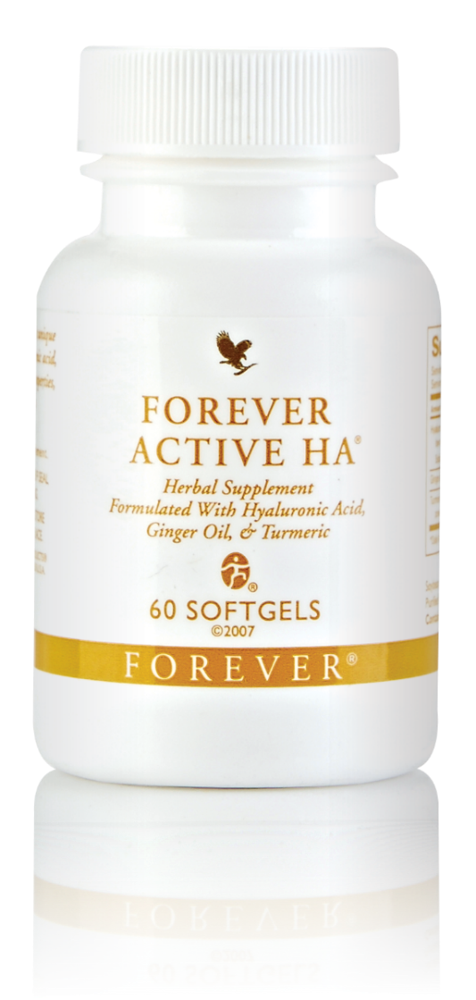 FOREVER
ACTIVE HA®
Herbal Supplement
Formulated With Hyaluronic Acid,
Ginger Oil, & Turmeric
®
60 SOFTGELS
©2007
FOREVER®